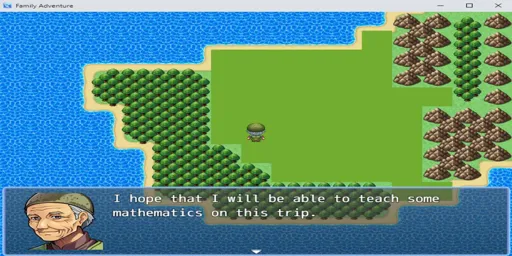 Family Adventure
I hope that I will be able to teach some
mathematics on this trip.